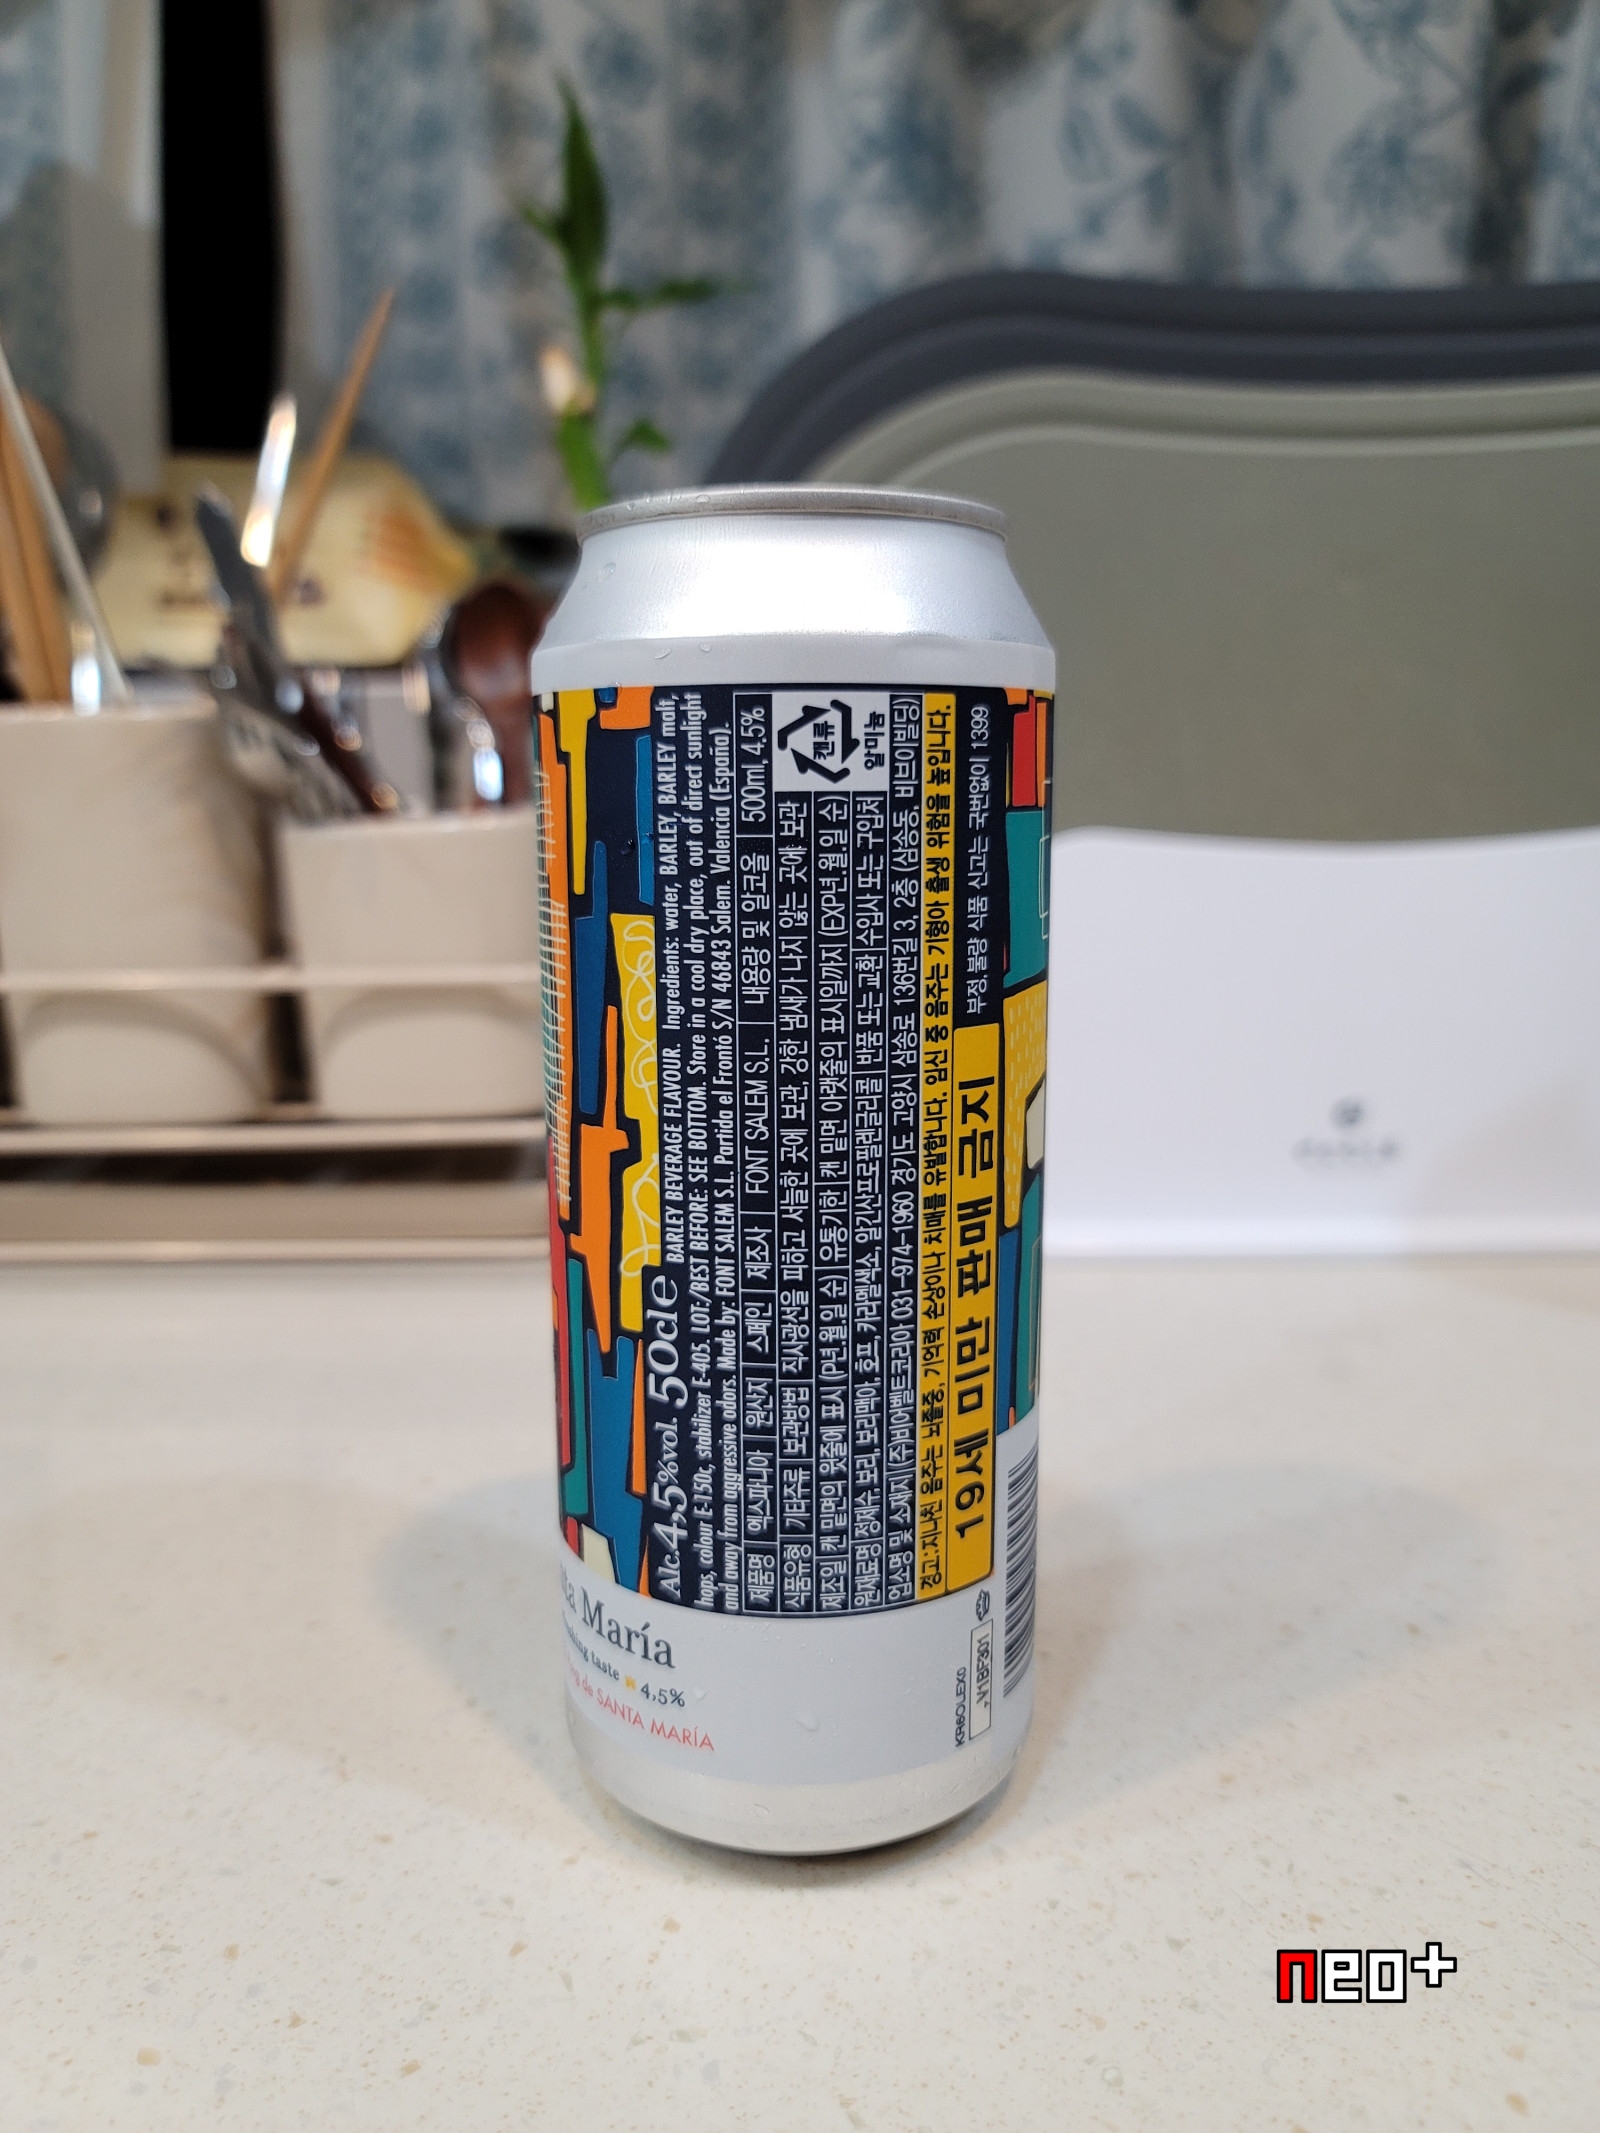 Alc.4,5%vol. 50cle BARLEY BEVERAGE FLAVOUR. Ingredients: water, BARLEY, BARLEY malt,
hops, colour E-150c, stabilizer E-405. LOT:/BEST BEFORE: SEE BOTTOM. Store in a cool dry place, out of direct sunlight
and away from aggressive odors. Made by: FONT SALEM S.L. Partida el Frontó S/N 46843 Salem. Valencia (España).
제품명 엑스파니아 원산지 스페인 제조사 FONT SALEM S.L. 내용량 및 알코올 500ml, 4.5%
식품유형 기타주류 보관방법 직사광선을 피하고 서늘한 곳에 보관, 강한 냄새가 나지 않는 곳에 보관
제조일 캔 밑면의 윗줄에 표시 (P년.월.일 순) 유통기한 캔 밑면 아랫줄의 표시일까지 (EXP년.월.일 순)
원재료명 정제수, 보리, 보리맥아, 호프, 카라멜색소, 알긴산프로필렌글리콜 반품 또는 교환 수입사 또는 구입처
업소명 및 소재지 (주)비어벨트코리아 031-974-1960 경기도 고양시 삼송로 136번길 3, 2층 (삼송동, 비브이빌딩)
캔류
알미늄
경고:지나친 음주는 뇌졸중, 기억력 손상이나 치매를 유발합니다. 임신 중 음주는 기형아 출생 위험을 높입니다.
19세 미만 판매 금지
부정,불량 식품 신고는 국번없이 1399
María
taste 4,5%
de SANTA MARÍA
KR6OLEX0
V1BF301
neo+